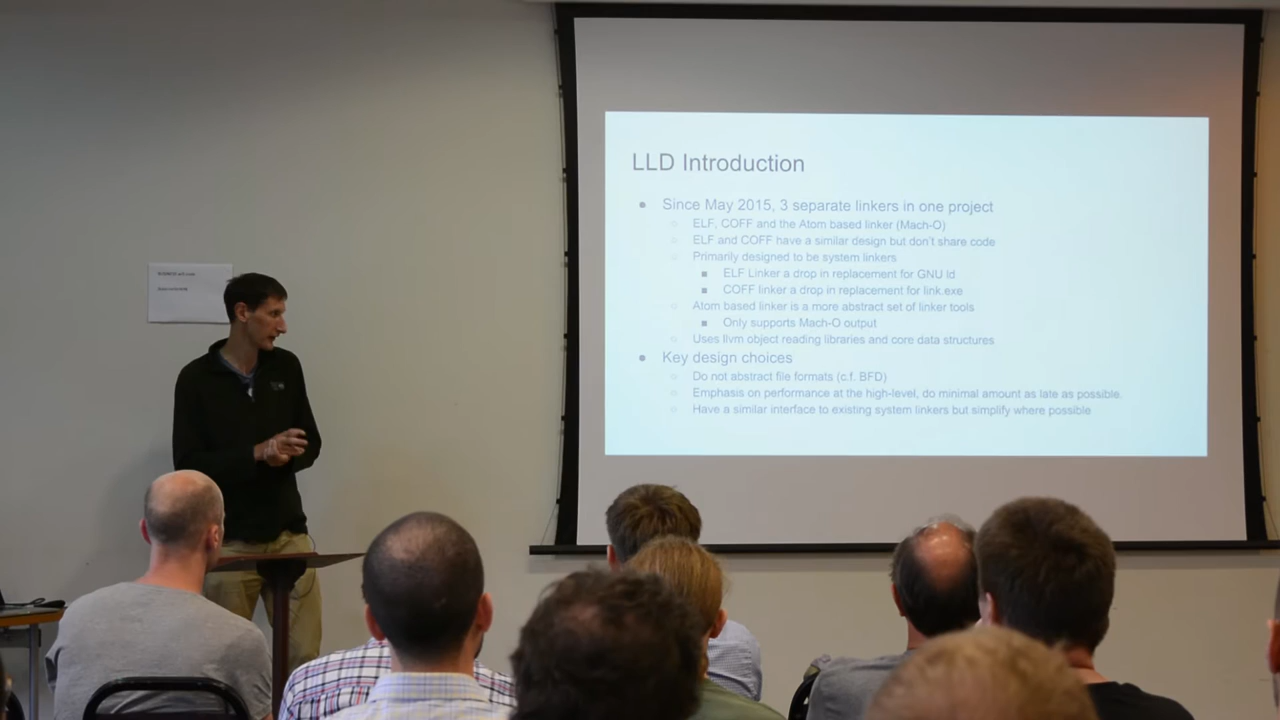 LLD Introduction
● Since May 2015, 3 separate linkers in one project
○ ELF, COFF and the Atom based linker (Mach-O)
○ ELF and COFF have a similar design but don't share code
○ Primarily designed to be system linkers
■ ELF Linker a drop in replacement for GNU ld
■ COFF linker a drop in replacement for link.exe
○ Atom based linker is a more abstract set of linker tools
■ Only supports Mach-O output
○ Uses llvm object reading libraries and core data structures
● Key design choices
○ Do not abstract file formats (c.f. BFD)
○ Emphasis on performance at the high-level, do minimal amount as late as possible.
○ Have a similar interface to existing system linkers but simplify where possible